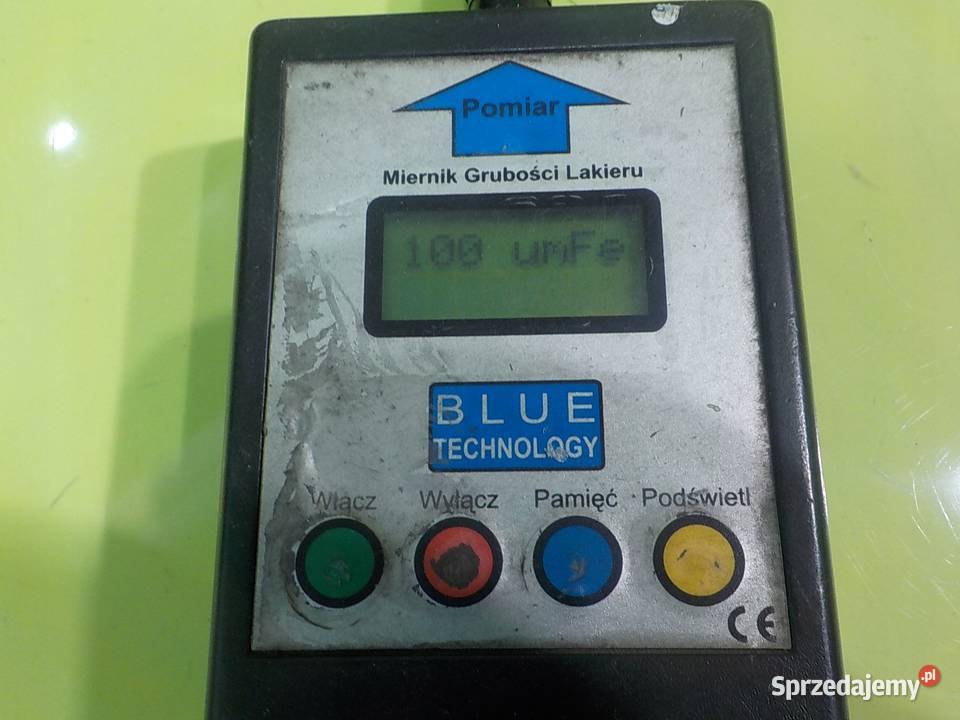 Pomiar
Miernik Grubości Lakieru
100 umFe
BLUE
TECHNOLOGY
Włącz Wyłącz Pamięć Podświetl
CE
Sprzedajemy.pl